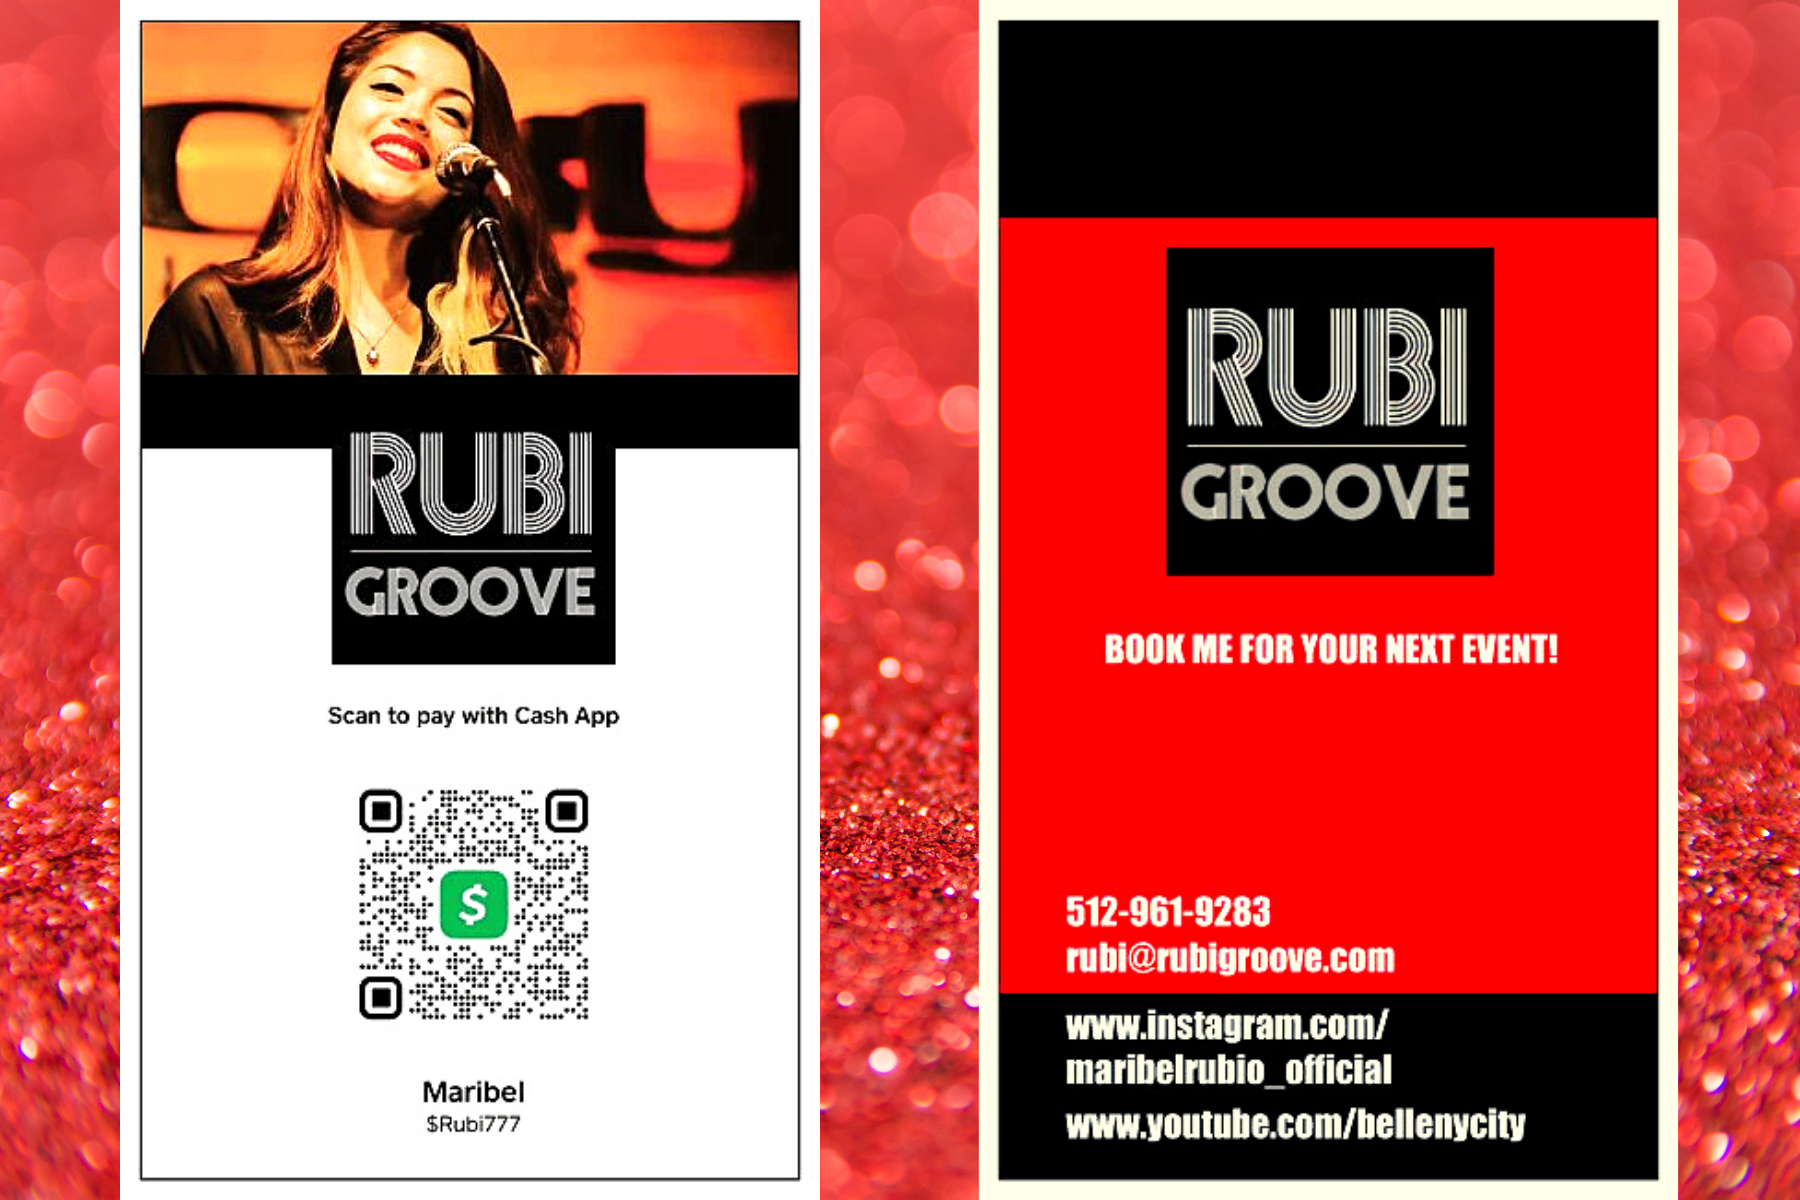 RUBI
GROOVE
Scan to pay with Cash App
$
Maribel
$Rubi777
RUBI
GROOVE
BOOK ME FOR YOUR NEXT EVENT!
512-961-9283
rubi@rubigroove.com
www.instagram.com/
maribelrubio_official
www.youtube.com/bellenycity